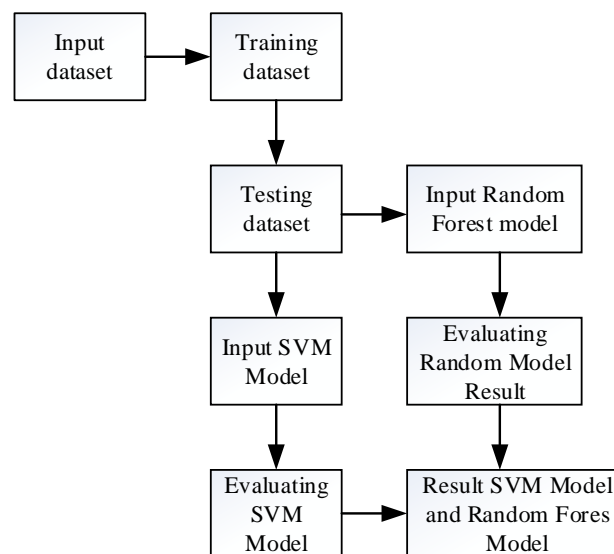 Input
dataset
Training
dataset
Testing
dataset
Input Random
Forest model
Input SVM
Model
Evaluating
Random Model
Result
Evaluating
SVM
Model
Result SVM Model
and Random Fores
Model